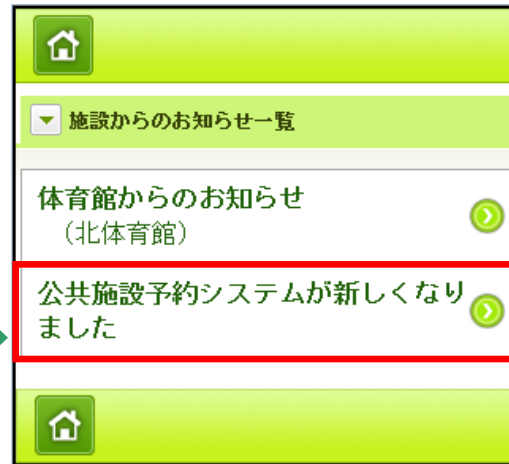 施設からのお知らせ一覧
体育館からのお知らせ
（北体育館）
公共施設予約システムが新しくなり
ました